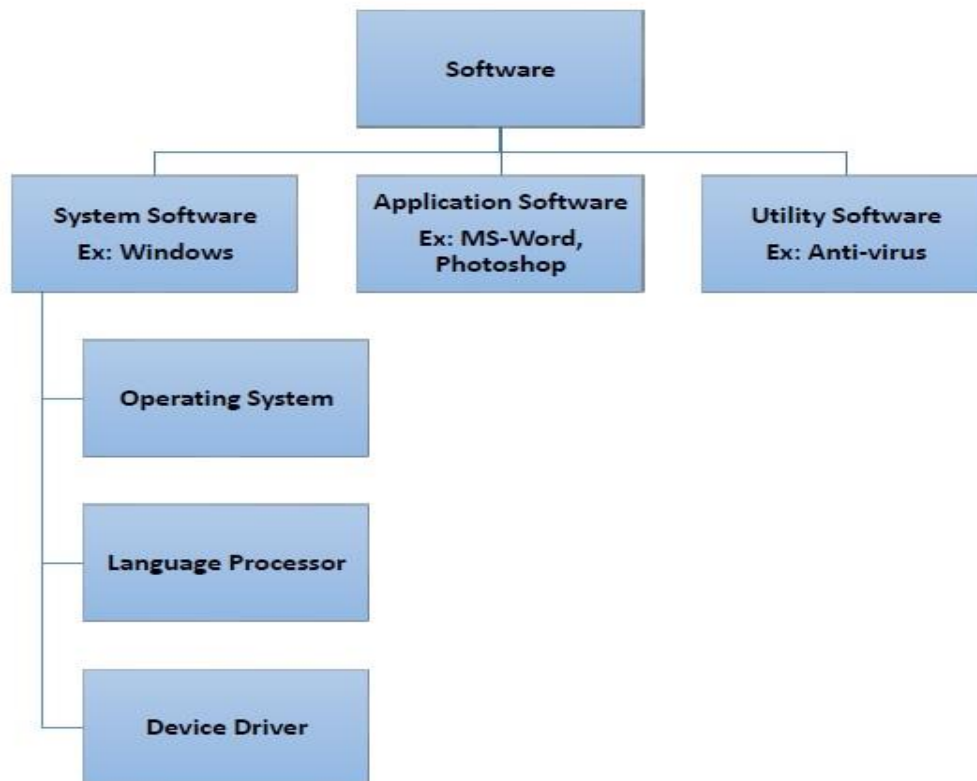 Software
System Software
Ex: Windows
Application Software
Ex: MS-Word,
Photoshop
Utility Software
Ex: Anti-virus
Operating System
Language Processor
Device Driver